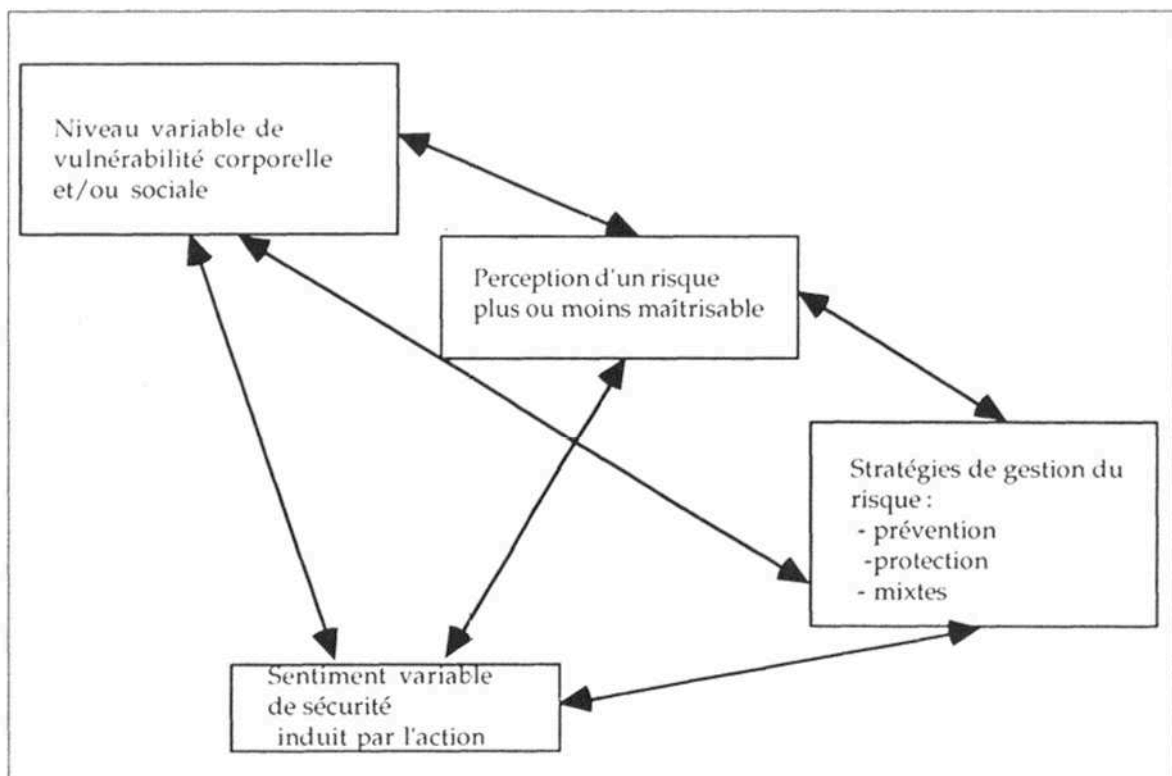 Niveau variable de
vulnérabilité corporelle
et/ou sociale
Perception d'un risque
plus ou moins maîtrisable
Stratégies de gestion du
risque :
- prévention
-protection
- mixtes
Sentiment variable
de sécurité
induit par l'action